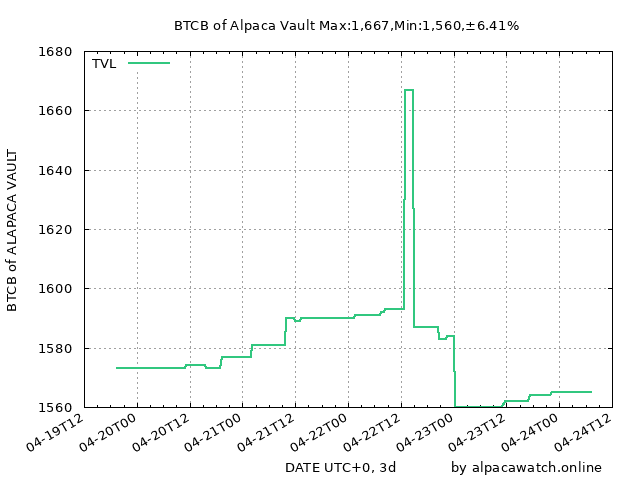 BTCB of Alpaca Vault Max:1,667,Min:1,560,±6.41%
TVL
1680
1660
1640
1620
1600
1580
1560
BTCB of ALAPACA VAULT
04-19T12
04-20T00
04-20T12
04-21T00
04-21T12
04-22T00
04-22T12
04-23T00
04-23T12
04-24T00
04-24T12
DATE UTC+0, 3d
by alpacawatch.online